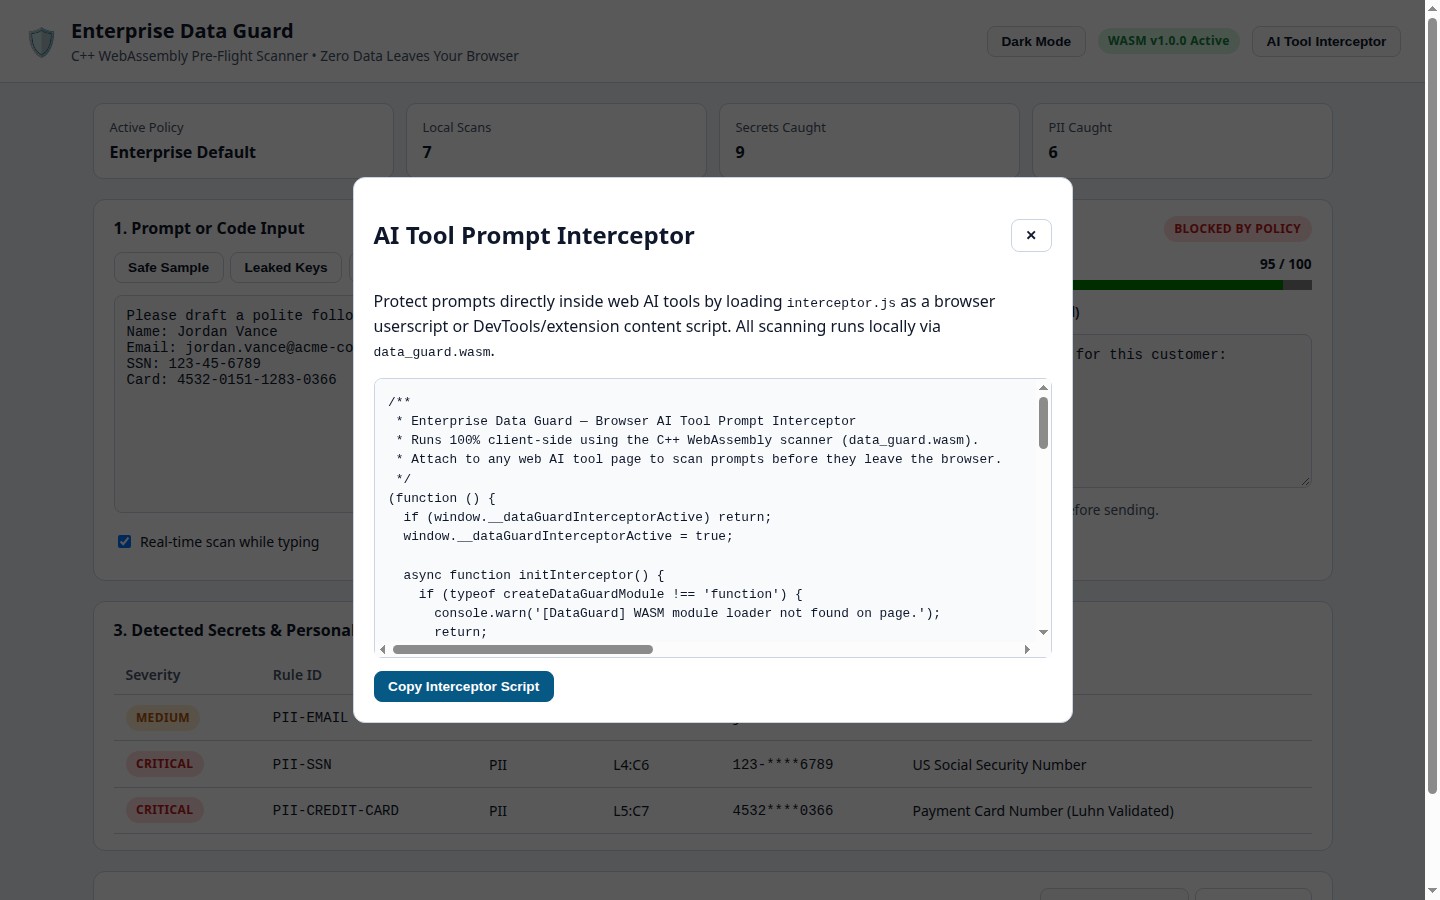 Enterprise Data Guard
C++ WebAssembly Pre-Flight Scanner • Zero Data Leaves Your Browser
Dark Mode
WASM v1.0.0 Active
AI Tool Interceptor
Active Policy
Enterprise Default
Local Scans
7
Secrets Caught
9
PII Caught
6
1. Prompt or Code Input
Safe Sample
Leaked Keys
Please draft a polite follo
Name: Jordan Vance
Email: jordan.vance@acme-co
SSN: 123-45-6789
Card: 4532-0151-1283-0366
Real-time scan while typing
BLOCKED BY POLICY
95 / 100
for this customer:
efore sending.
AI Tool Prompt Interceptor
×
Protect prompts directly inside web AI tools by loading interceptor.js as a browser
userscript or DevTools/extension content script. All scanning runs locally via
data_guard.wasm.
/**
 * Enterprise Data Guard — Browser AI Tool Prompt Interceptor
 * Runs 100% client-side using the C++ WebAssembly scanner (data_guard.wasm).
 * Attach to any web AI tool page to scan prompts before they leave the browser.
 */
(function () {
  if (window.__dataGuardInterceptorActive) return;
  window.__dataGuardInterceptorActive = true;
  async function initInterceptor() {
    if (typeof createDataGuardModule !== 'function') {
      console.warn('[DataGuard] WASM module loader not found on page.');
      return;
Copy Interceptor Script
3. Detected Secrets & Personal
Severity
Rule ID
MEDIUM
PII-EMAIL
CRITICAL
PII-SSN
PII
L4:C6
123-****6789
US Social Security Number
CRITICAL
PII-CREDIT-CARD
PII
L5:C7
4532****0366
Payment Card Number (Luhn Validated)